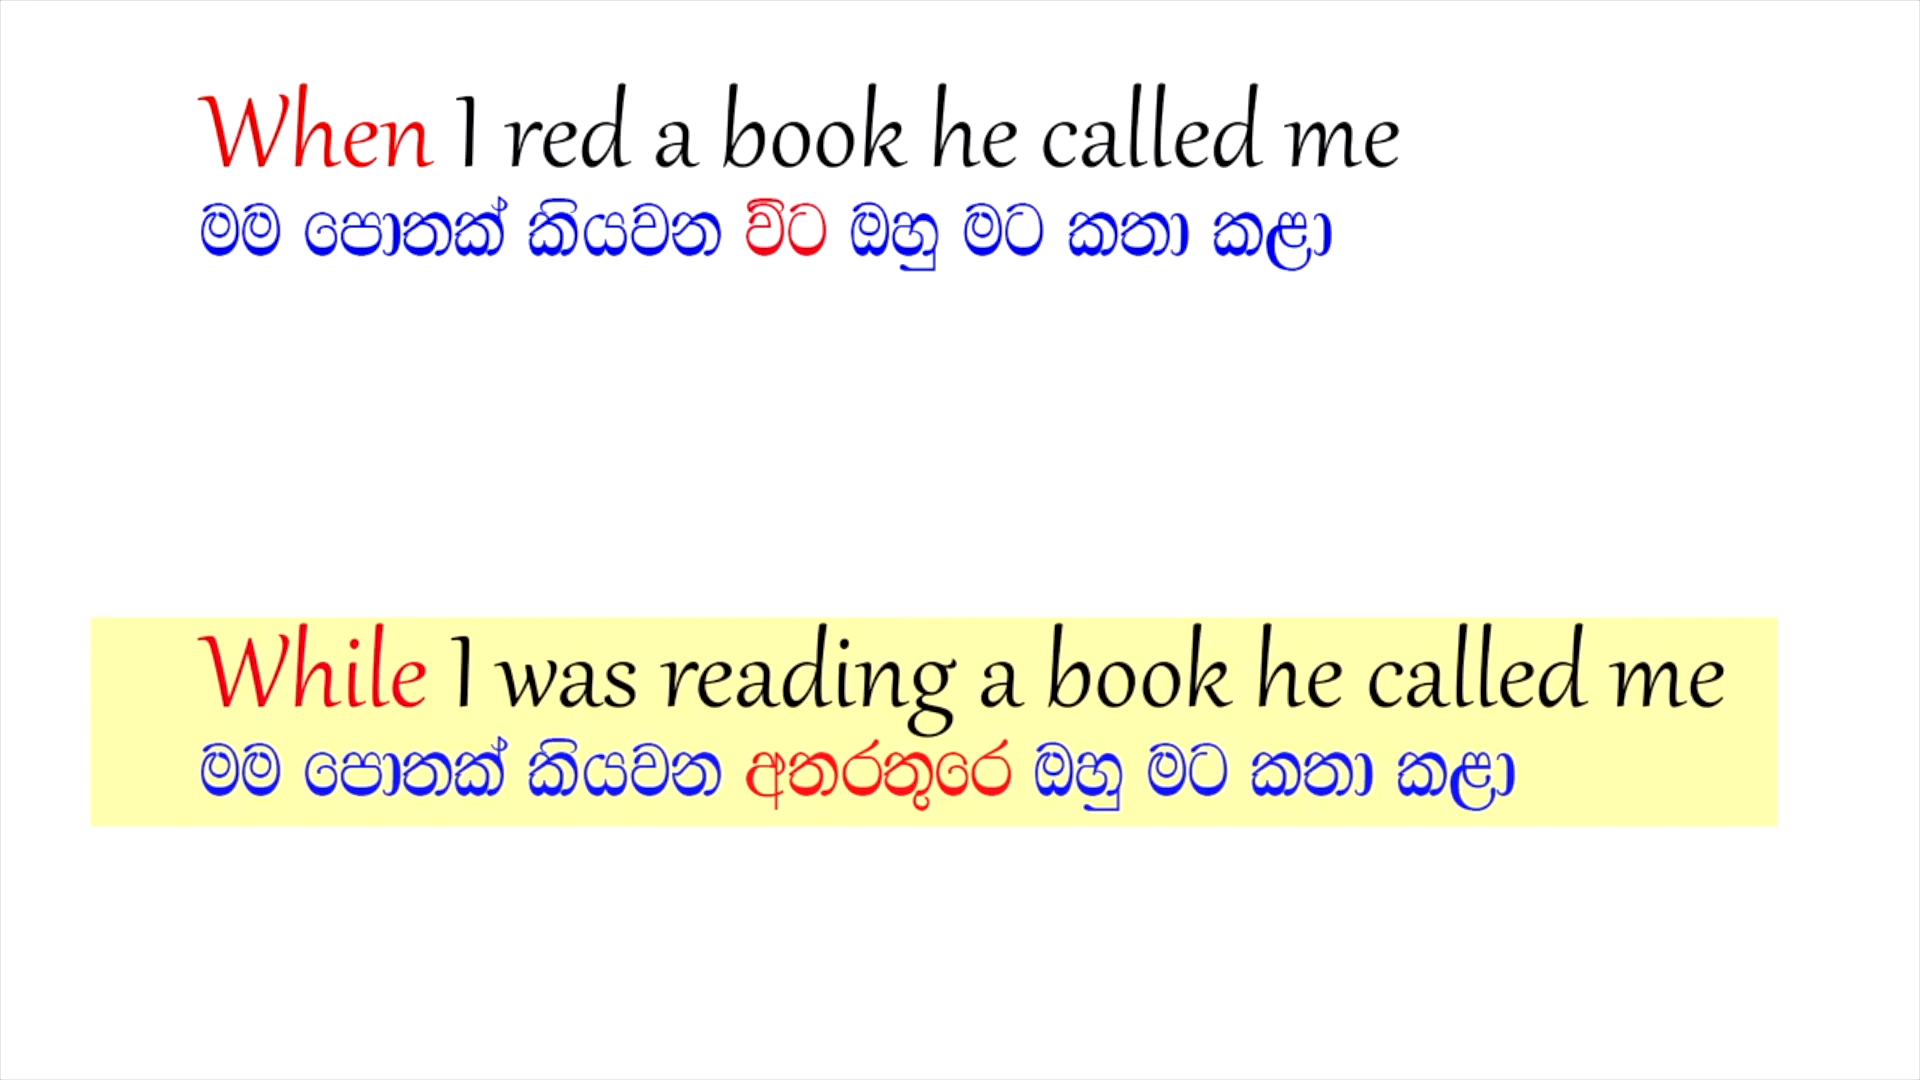 When I red a book he called me
මම පොතක් කියවන විට ඔහු මට කතා කළා
While I was reading a book he called me
මම පොතක් කියවන අතරතුරෙ ඔහු මට කතා කළා